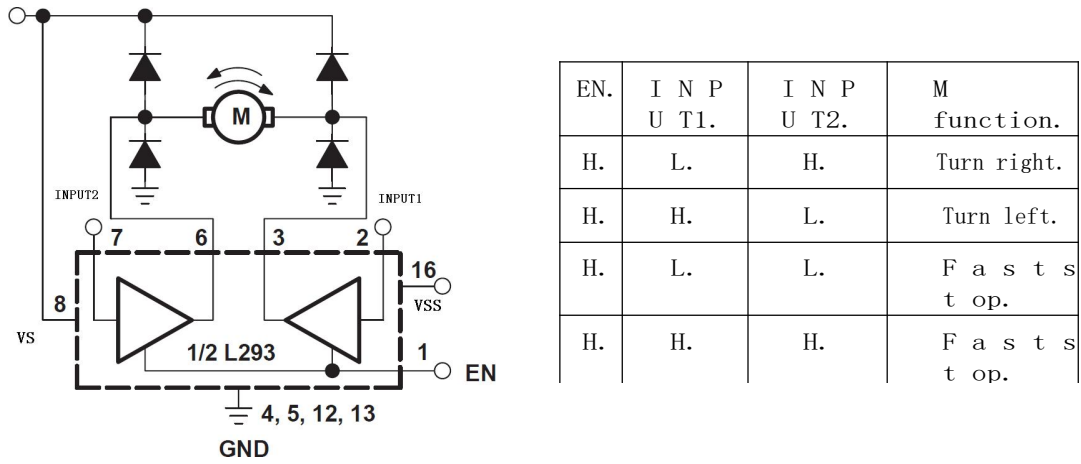 M
INPUT2
INPUT1
7
6
3
2
8
16
VSS
VS
1/2 L293
1
EN
4, 5, 12, 13
GND
EN.
I N P
U T1.
I N P
U T2.
M
function.
H.
L.
H.
Turn right.
H.
H.
L.
Turn left.
H.
L.
L.
F a s t s
t op.
H.
H.
H.
F a s t s
t op.